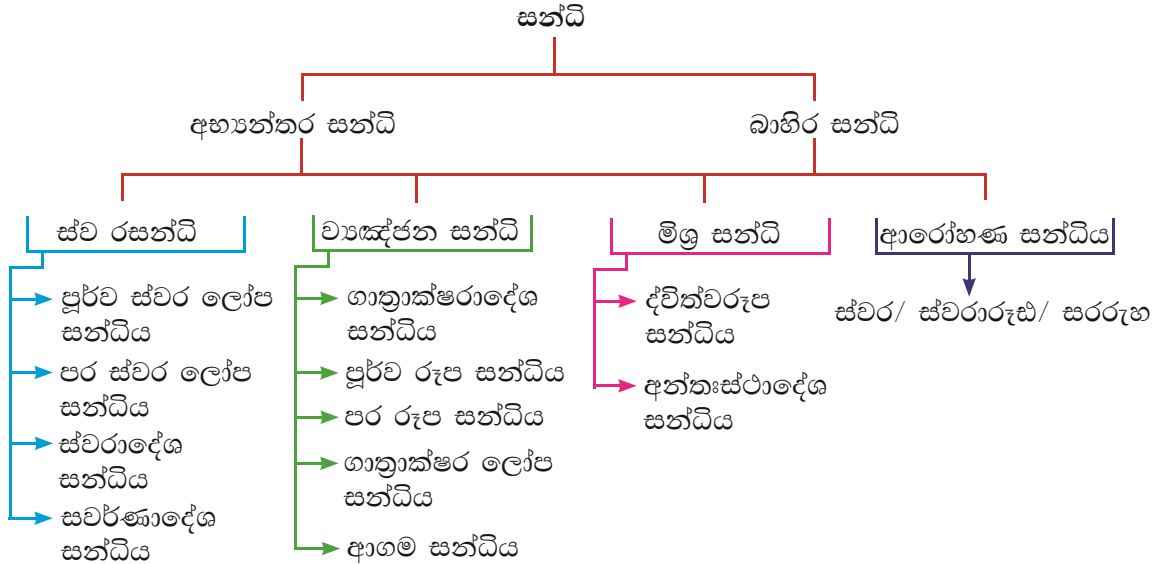 සන්ධි
අභ්‍යන්තර සන්ධි
බාහිර සන්ධි
ස්ව රසන්ධි
ව්‍යඤ්ජන සන්ධි
මිශ්‍ර සන්ධි
ආරෝහණ සන්ධිය
පූර්ව ස්වර ලෝප
සන්ධිය
පර ස්වර ලෝප
සන්ධිය
ස්වරාදේශ
සන්ධිය
සවර්ණාදේශ
සන්ධිය
ගාත්‍රාක්ෂරාදේශ
සන්ධිය
පූර්ව රූප සන්ධිය
පර රූප සන්ධිය
ගාත්‍රාක්ෂර ලෝප
සන්ධිය
ආගම සන්ධිය
ද්විත්වරූප
සන්ධිය
අන්තඃස්ථාදේශ
සන්ධිය
ස්වර/ ස්වරාරූඪ/ සරරුහ